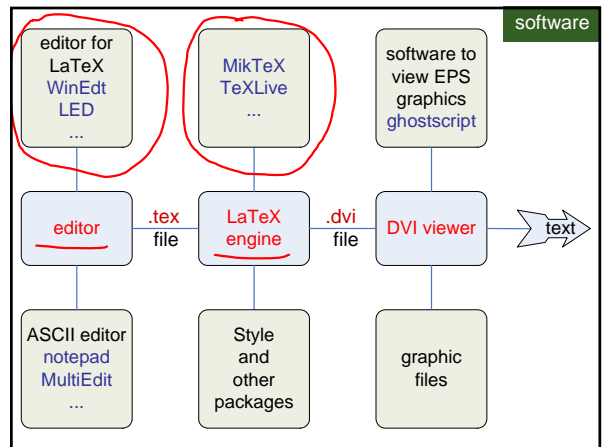 software
editor for
LaTeX
WinEdt
LED
...
MikTeX
TeXLive
...
software to
view EPS
graphics
ghostscript
editor
.tex
file
LaTeX
engine
.dvi
file
DVI viewer
text
ASCII editor
notepad
MultiEdit
...
Style
and
other
packages
graphic
files